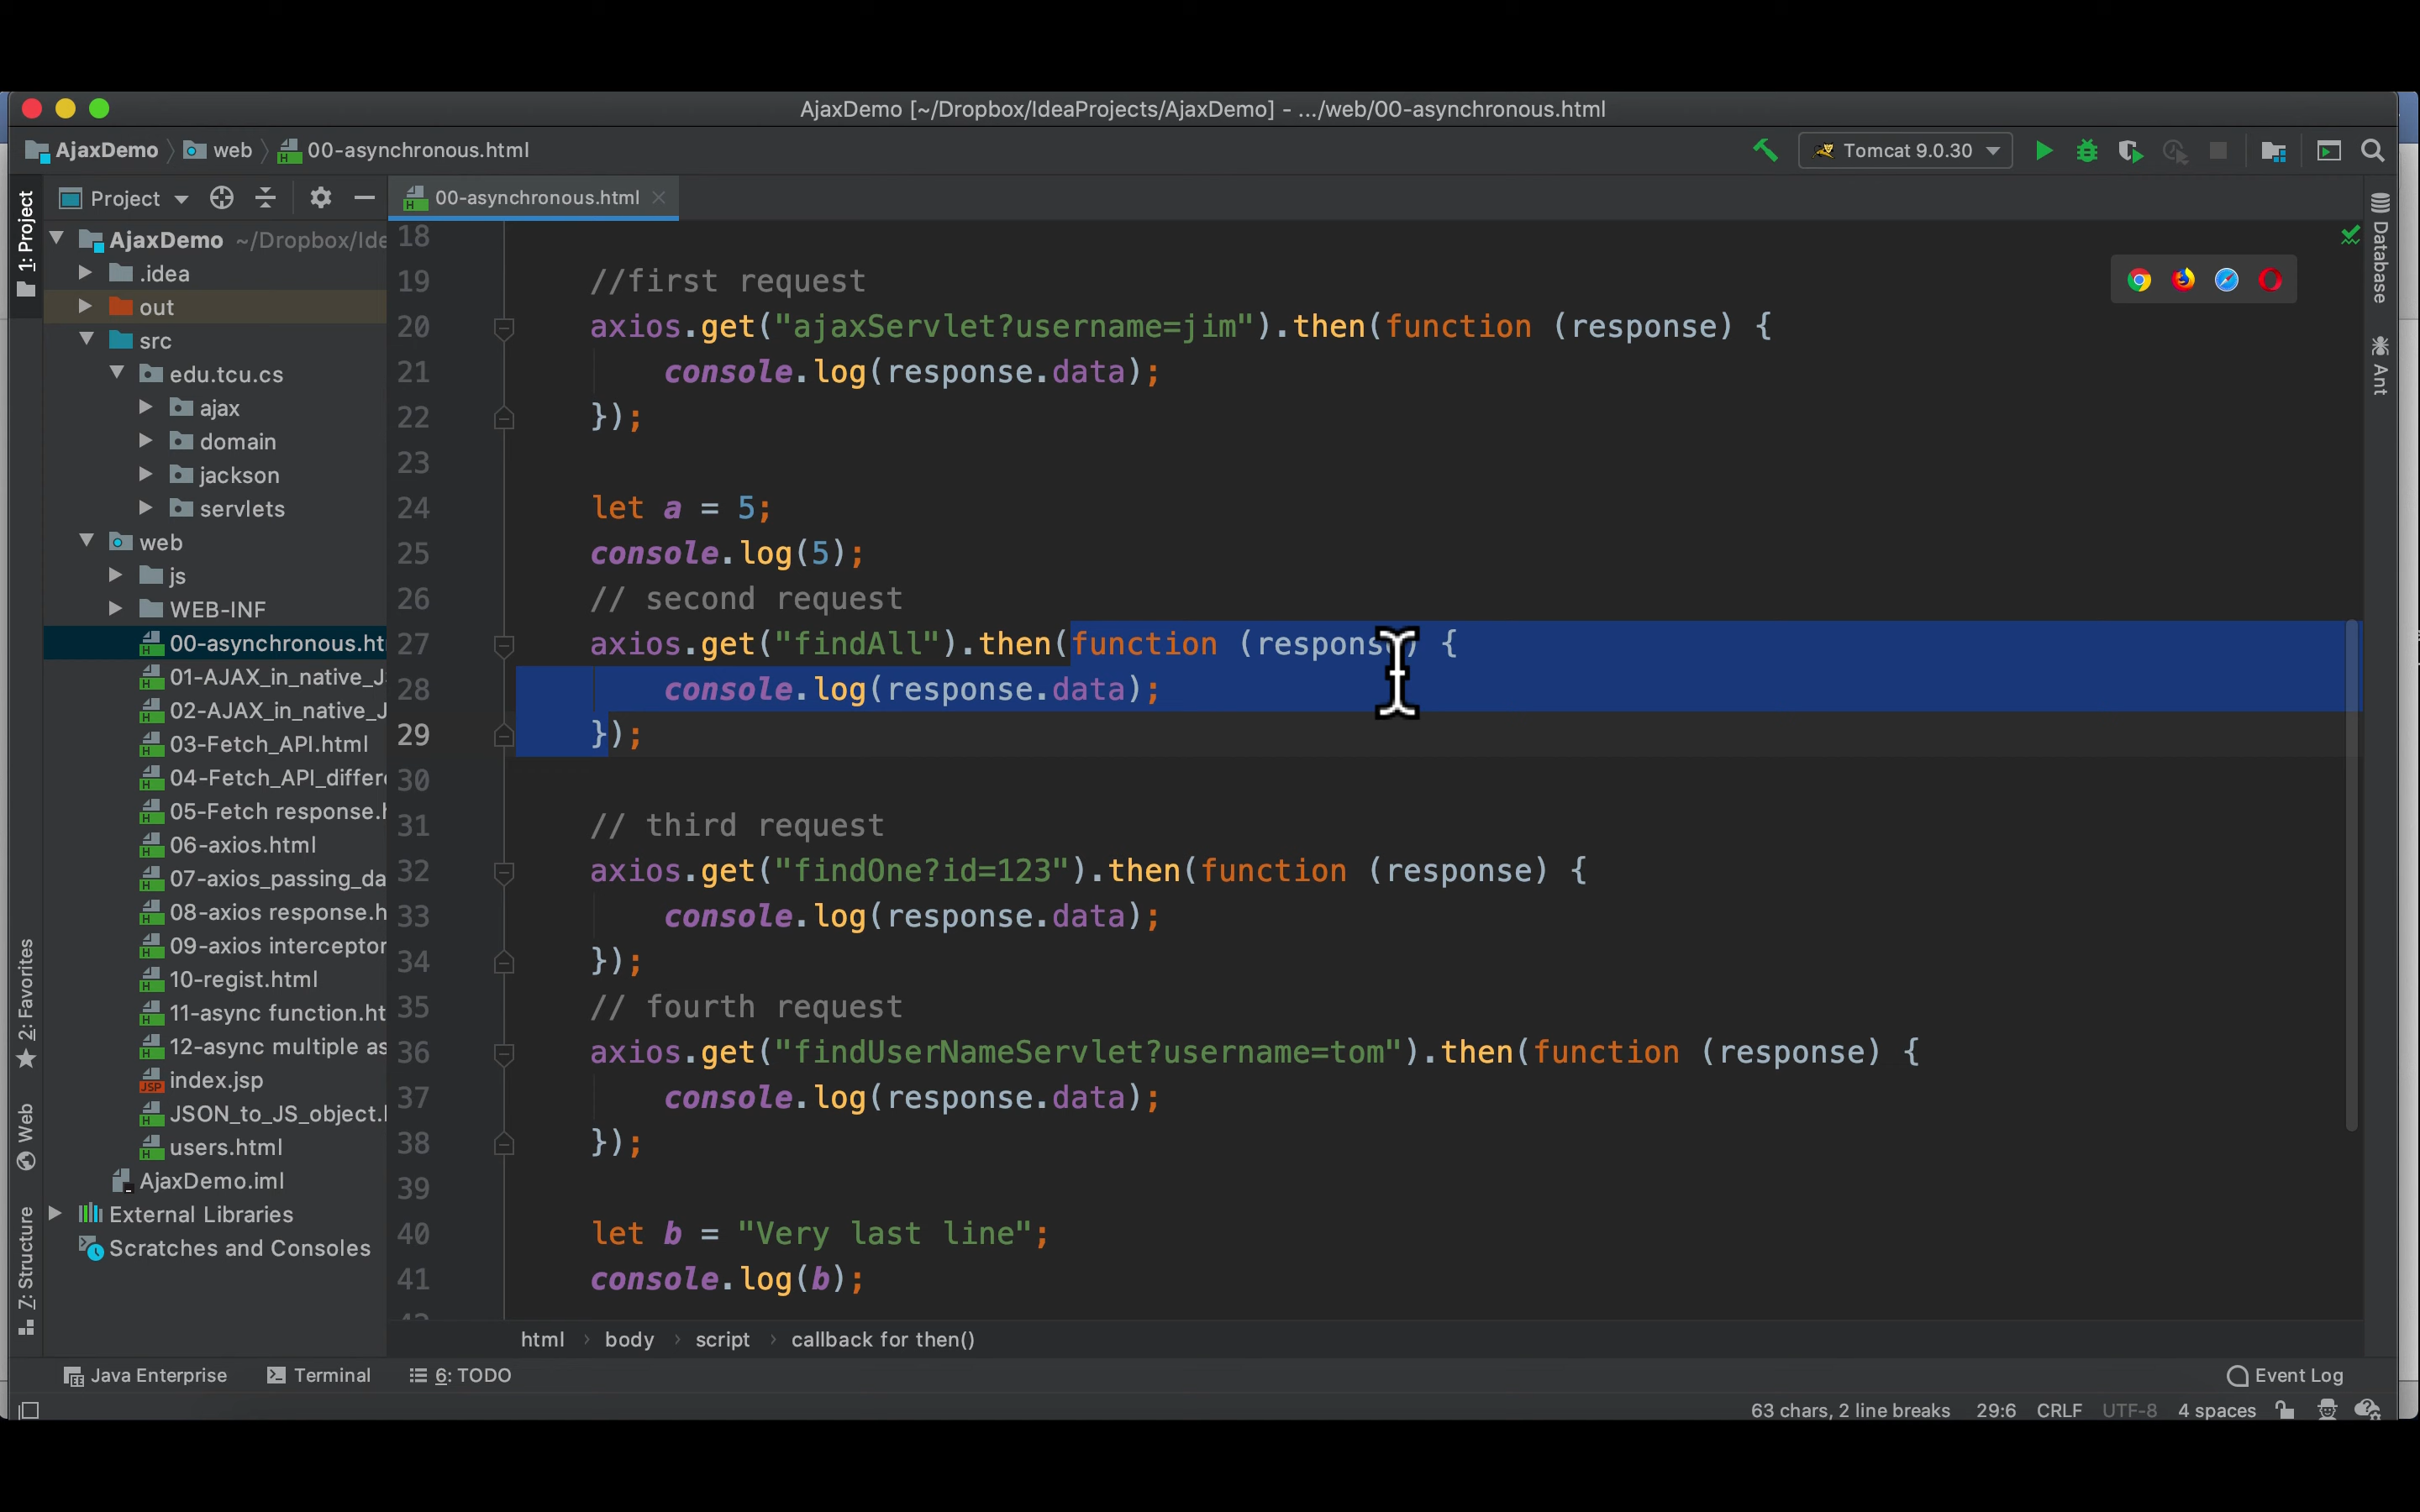 AjaxDemo [~/Dropbox/IdeaProjects/AjaxDemo] - .../web/00-asynchronous.html
AjaxDemo web 00-asynchronous.html
Tomcat 9.0.30
1: Project
Project
00-asynchronous.html
AjaxDemo ~/Dropbox/Ide
.idea
out
src
edu.tcu.cs
ajax
domain
jackson
servlets
web
js
WEB-INF
00-asynchronous.ht
01-AJAX_in_native_J
02-AJAX_in_native_J
03-Fetch_API.html
04-Fetch_API_differe
05-Fetch response.h
06-axios.html
07-axios_passing_da
08-axios response.h
09-axios interceptor
10-regist.html
11-async function.ht
12-async multiple as
index.jsp
JSON_to_JS_object.h
users.html
AjaxDemo.iml
External Libraries
Scratches and Consoles
2: Favorites
Web
Z: Structure
18
19 //first request
20 axios.get("ajaxServlet?username=jim").then(function (response) {
21 console.log(response.data);
22 });
23
24 let a = 5;
25 console.log(5);
26 // second request
27 axios.get("findAll").then(function (response) {
28 console.log(response.data);
29 });
30
31 // third request
32 axios.get("findOne?id=123").then(function (response) {
33 console.log(response.data);
34 });
35 // fourth request
36 axios.get("findUserNameServlet?username=tom").then(function (response) {
37 console.log(response.data);
38 });
39
40 let b = "Very last line";
41 console.log(b);
Database
Ant
html body script callback for then()
Java Enterprise Terminal 6: TODO Event Log
63 chars, 2 line breaks 29:6 CRLF UTF-8 4 spaces